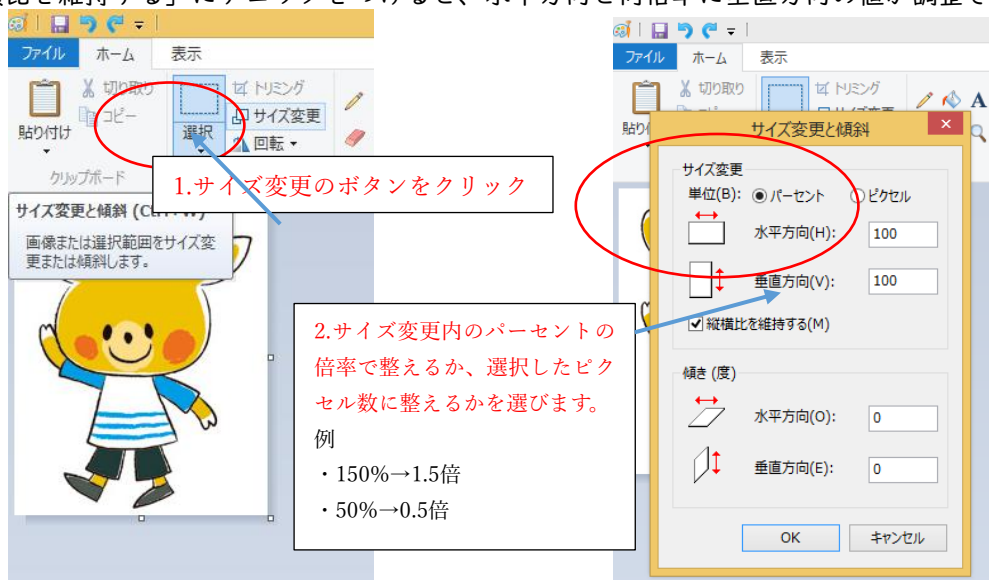 比を維持する」にチェックをつけると、水平方向と同倍率に垂直方向の値が調整で
ファイル ホーム 表示
貼り付け
切り取り
コピー
クリップボード
選択
トリミング
サイズ変更
回転
サイズ変更と傾斜 (Ctrl+W)
画像または選択範囲をサイズ変
更または傾斜します。
1.サイズ変更のボタンをクリック
2.サイズ変更内のパーセントの
倍率で整えるか、選択したピク
セル数に整えるかを選びます。
例
・150%→1.5倍
・50%→0.5倍
ファイル ホーム 表示
切り取り
トリミング
A
サイズ変更と傾斜
サイズ変更
単位(B): パーセント ピクセル
水平方向(H): 100
垂直方向(V): 100
縦横比を維持する(M)
傾き (度)
水平方向(O): 0
垂直方向(E): 0
OK キャンセル